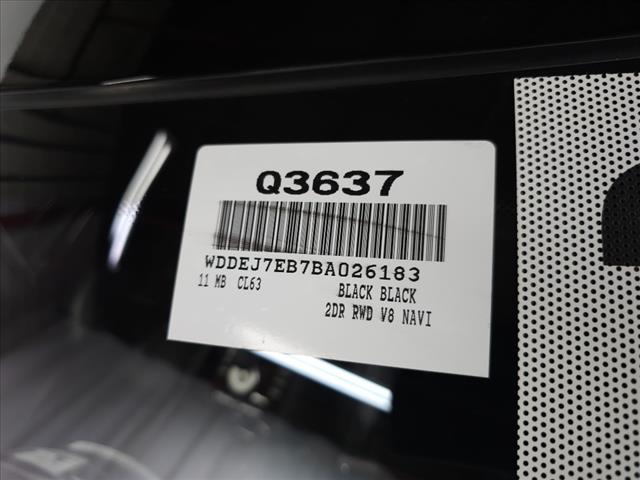 Q3637
WDDEJ7EB7BA026183
11 MB CL63 BLACK BLACK
2DR RWD V8 NAVI